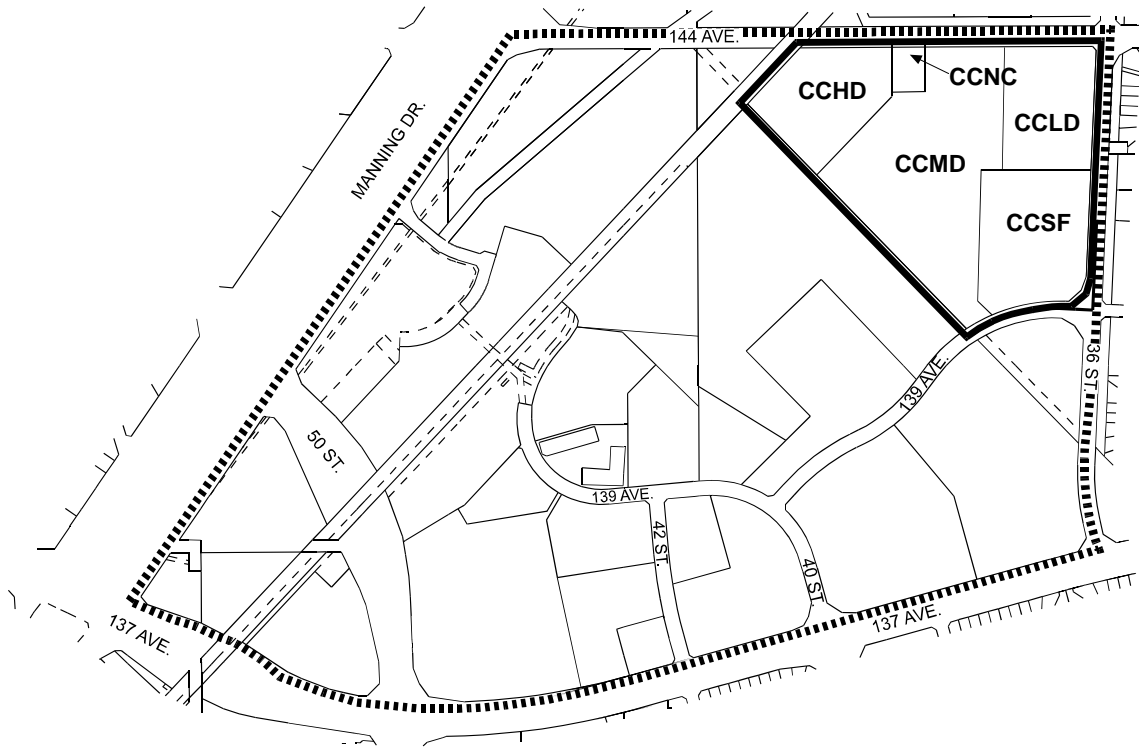 144 AVE.
CCNC
CCHD
MANNING DR.
CCLD
CCMD
CCSF
36 ST.
139 AVE.
50 ST.
139 AVE.
42 ST.
40 ST.
137 AVE.
137 AVE.